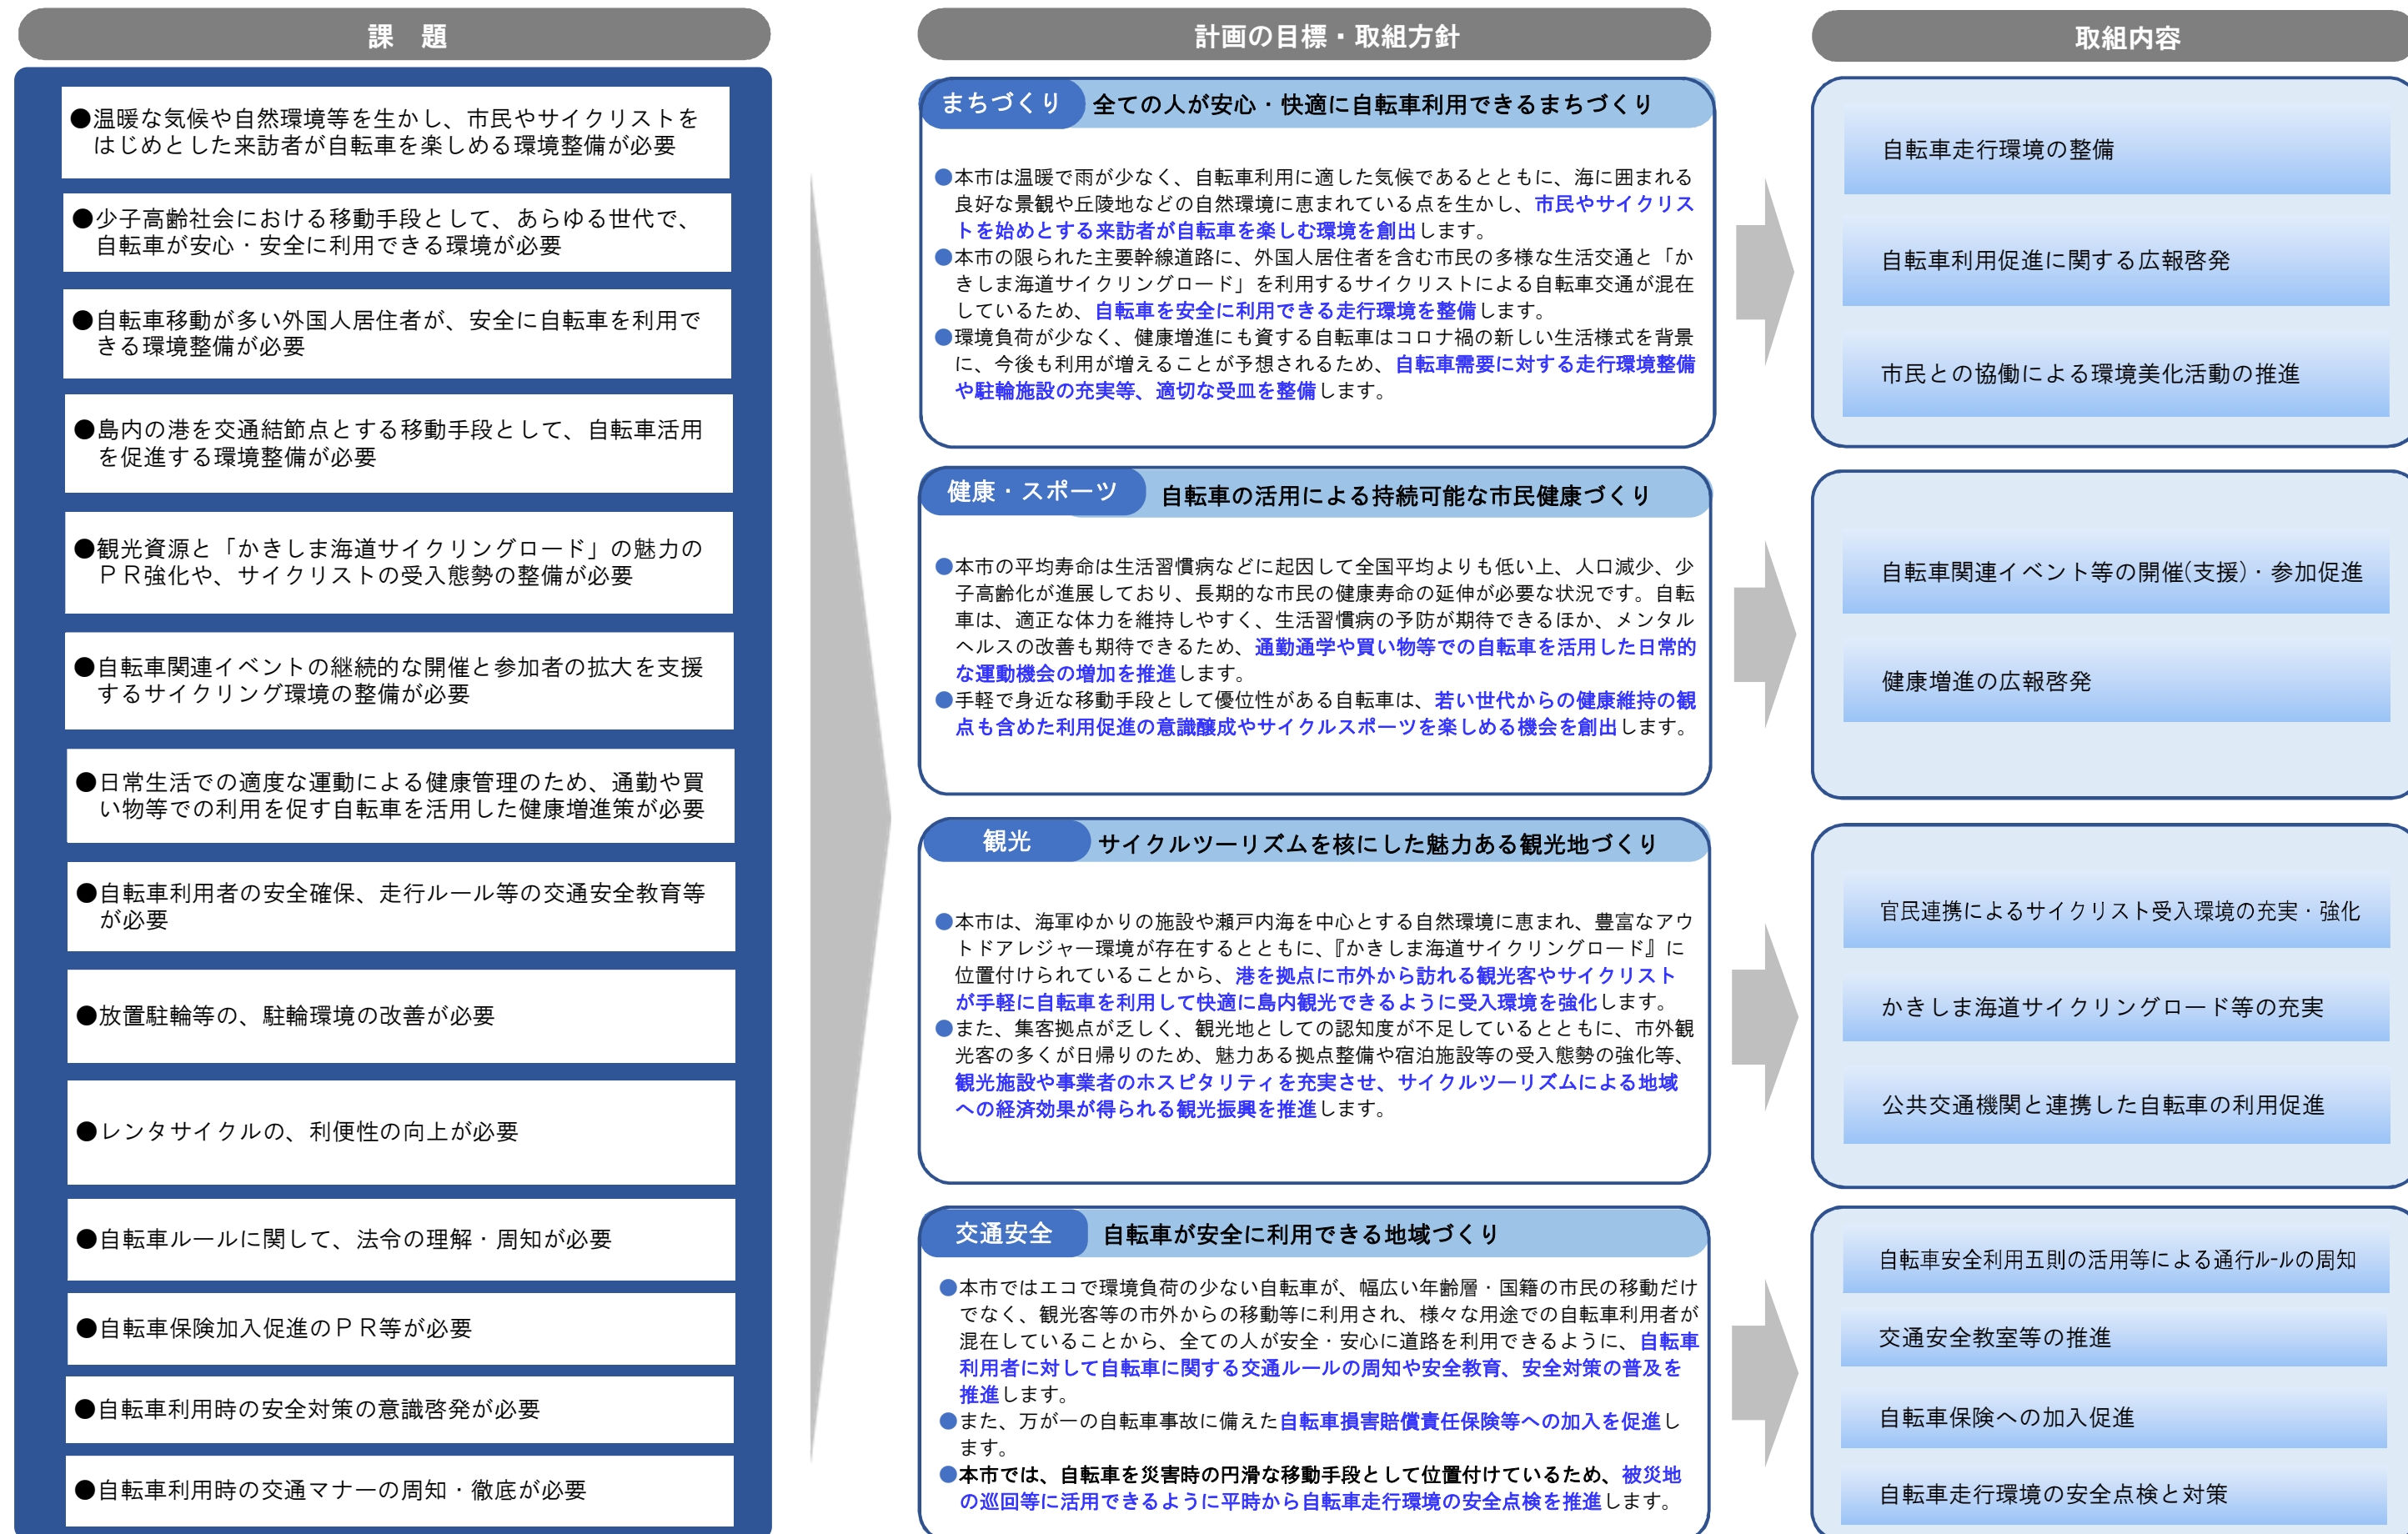 課　題
●温暖な気候や自然環境等を生かし、市民やサイクリストを
はじめとした来訪者が自転車を楽しめる環境整備が必要
●少子高齢社会における移動手段として、あらゆる世代で、
自転車が安心・安全に利用できる環境が必要
●自転車移動が多い外国人居住者が、安全に自転車を利用で
きる環境整備が必要
●島内の港を交通結節点とする移動手段として、自転車活用
を促進する環境整備が必要
●観光資源と「かきしま海道サイクリングロード」の魅力の
ＰＲ強化や、サイクリストの受入態勢の整備が必要
●自転車関連イベントの継続的な開催と参加者の拡大を支援
するサイクリング環境の整備が必要
●日常生活での適度な運動による健康管理のため、通勤や買
い物等での利用を促す自転車を活用した健康増進策が必要
●自転車利用者の安全確保、走行ルール等の交通安全教育等
が必要
●放置駐輪等の、駐輪環境の改善が必要
●レンタサイクルの、利便性の向上が必要
●自転車ルールに関して、法令の理解・周知が必要
●自転車保険加入促進のＰＲ等が必要
●自転車利用時の安全対策の意識啓発が必要
●自転車利用時の交通マナーの周知・徹底が必要
計画の目標・取組方針
まちづくり 全ての人が安心・快適に自転車利用できるまちづくり
●本市は温暖で雨が少なく、自転車利用に適した気候であるとともに、海に囲まれる
良好な景観や丘陵地などの自然環境に恵まれている点を生かし、市民やサイクリス
トを始めとする来訪者が自転車を楽しむ環境を創出します。
●本市の限られた主要幹線道路に、外国人居住者を含む市民の多様な生活交通と「か
きしま海道サイクリングロード」を利用するサイクリストによる自転車交通が混在
しているため、自転車を安全に利用できる走行環境を整備します。
●環境負荷が少なく、健康増進にも資する自転車はコロナ禍の新しい生活様式を背景
に、今後も利用が増えることが予想されるため、自転車需要に対する走行環境整備
や駐輪施設の充実等、適切な受皿を整備します。
健康・スポーツ 自転車の活用による持続可能な市民健康づくり
●本市の平均寿命は生活習慣病などに起因して全国平均よりも低い上、人口減少、少
子高齢化が進展しており、長期的な市民の健康寿命の延伸が必要な状況です。自転
車は、適正な体力を維持しやすく、生活習慣病の予防が期待できるほか、メンタル
ヘルスの改善も期待できるため、通勤通学や買い物等での自転車を活用した日常的
な運動機会の増加を推進します。
●手軽で身近な移動手段として優位性がある自転車は、若い世代からの健康維持の観
点も含めた利用促進の意識醸成やサイクルスポーツを楽しめる機会を創出します。
観光 サイクルツーリズムを核にした魅力ある観光地づくり
●本市は、海軍ゆかりの施設や瀬戸内海を中心とする自然環境に恵まれ、豊富なアウ
トドアレジャー環境が存在するとともに、『かきしま海道サイクリングロード』に
位置付けられていることから、港を拠点に市外から訪れる観光客やサイクリスト
が手軽に自転車を利用して快適に島内観光できるように受入環境を強化します。
●また、集客拠点が乏しく、観光地としての認知度が不足しているとともに、市外観
光客の多くが日帰りのため、魅力ある拠点整備や宿泊施設等の受入態勢の強化等、
観光施設や事業者のホスピタリティを充実させ、サイクルツーリズムによる地域
への経済効果が得られる観光振興を推進します。
交通安全 自転車が安全に利用できる地域づくり
●本市ではエコで環境負荷の少ない自転車が、幅広い年齢層・国籍の市民の移動だけ
でなく、観光客等の市外からの移動等に利用され、様々な用途での自転車利用者が
混在していることから、全ての人が安全・安心に道路を利用できるように、自転車
利用者に対して自転車に関する交通ルールの周知や安全教育、安全対策の普及を
推進します。
●また、万が一の自転車事故に備えた自転車損害賠償責任保険等への加入を促進し
ます。
●本市では、自転車を災害時の円滑な移動手段として位置付けているため、被災地
の巡回等に活用できるように平時から自転車走行環境の安全点検を推進します。
取組内容
自転車走行環境の整備
自転車利用促進に関する広報啓発
市民との協働による環境美化活動の推進
自転車関連イベント等の開催(支援)・参加促進
健康増進の広報啓発
官民連携によるサイクリスト受入環境の充実・強化
かきしま海道サイクリングロード等の充実
公共交通機関と連携した自転車の利用促進
自転車安全利用五則の活用等による通行ﾙｰﾙの周知
交通安全教室等の推進
自転車保険への加入促進
自転車走行環境の安全点検と対策